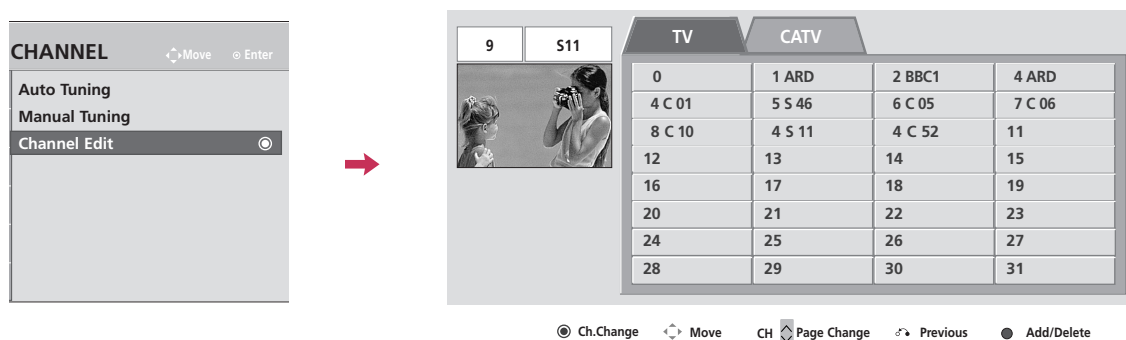 CHANNEL Move Enter
Auto Tuning
Manual Tuning
Channel Edit
9 S11
TV CATV
0 1 ARD 2 BBC1 4 ARD
4 C 01 5 S 46 6 C 05 7 C 06
8 C 10 4 S 11 4 C 52 11
12 13 14 15
16 17 18 19
20 21 22 23
24 25 26 27
28 29 30 31
Ch.Change Move CH Page Change Previous Add/Delete